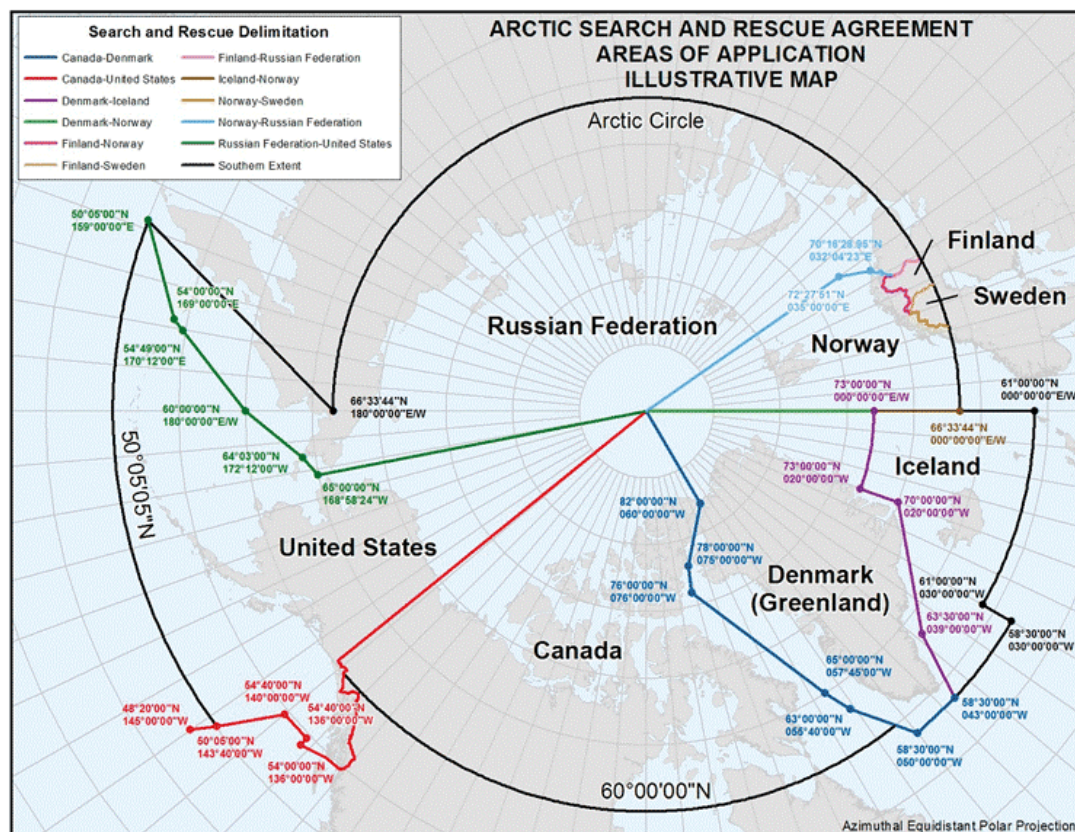 ARCTIC SEARCH AND RESCUE AGREEMENT
AREAS OF APPLICATION
ILLUSTRATIVE MAP
Search and Rescue Delimitation
Canada-Denmark
Canada-United States
Denmark-Iceland
Denmark-Norway
Finland-Norway
Finland-Sweden
Finland-Russian Federation
Iceland-Norway
Norway-Sweden
Norway-Russian Federation
Russian Federation-United States
Southern Extent
Arctic Circle
50°05'00"N
159°00'00"E
54°00'00"N
169°00'00"E
54°49'00"N
170°12'00"E
60°00'00"N
180°00'00"E/W
64°03'00"N
172°12'00"W
65°00'00"N
168°58'24"W
66°33'44"N
180°00'00"E/W
Russian Federation
70°16'28.95"N
032°04'23"E
72°27'51"N
035°00'00"E
Finland
Sweden
Norway
73°00'00"N
000°00'00"E/W
61°00'00"N
000°00'00"E/W
66°33'44"N
000°00'00"E/W
Iceland
73°00'00"N
020°00'00"W
70°00'00"N
020°00'00"W
61°00'00"N
030°00'00"W
63°30'00"N
039°00'00"W
58°30'00"N
030°00'00"W
50°05'05"N
United States
82°00'00"N
060°00'00"W
78°00'00"N
075°00'00"W
76°00'00"N
076°00'00"W
Denmark
(Greenland)
Canada
65°00'00"N
057°45'00"W
63°00'00"N
055°40'00"W
58°30'00"N
043°00'00"W
58°30'00"N
050°00'00"W
54°40'00"N
140°00'00"W
54°40'00"N
136°00'00"W
48°20'00"N
145°00'00"W
50°05'00"N
143°40'00"W
54°00'00"N
136°00'00"W
60°00'00"N
Azimuthal Equidistant Polar Projection